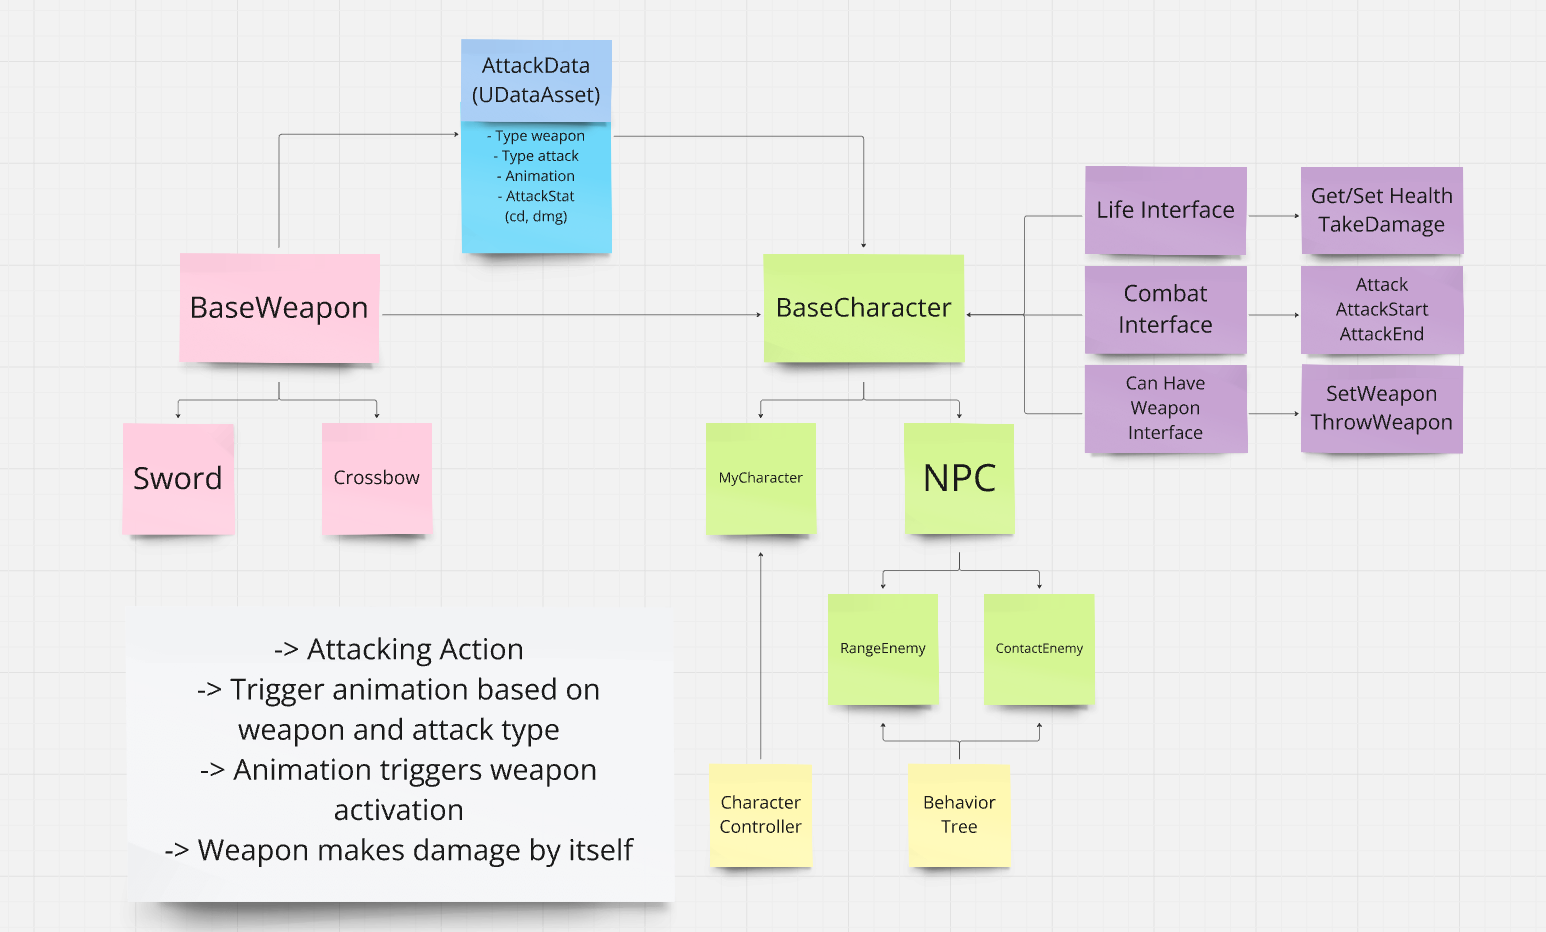 AttackData
(UDataAsset)
- Type weapon
- Type attack
- Animation
- AttackStat
(cd, dmg)
BaseWeapon
BaseCharacter
Life Interface
Get/Set Health
TakeDamage
Combat
Interface
Attack
AttackStart
AttackEnd
Can Have
Weapon
Interface
SetWeapon
ThrowWeapon
Sword
Crossbow
MyCharacter
NPC
RangeEnemy
ContactEnemy
Character
Controller
Behavior
Tree
-> Attacking Action
-> Trigger animation based on
weapon and attack type
-> Animation triggers weapon
activation
-> Weapon makes damage by itself